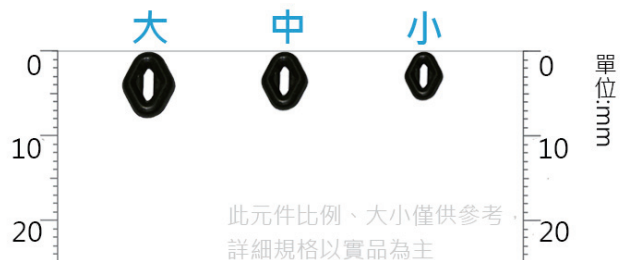 大 中 小
0 0
10 10
20 20
單位:mm
此元件比例、大小僅供參考，
詳細規格以實品為主